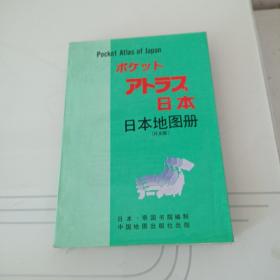 Pocket Atlas of Japan
ポケット
アトラス
日本
日本地图册
(日文版)
日本·帝国书院编制
中国地图出版社出版